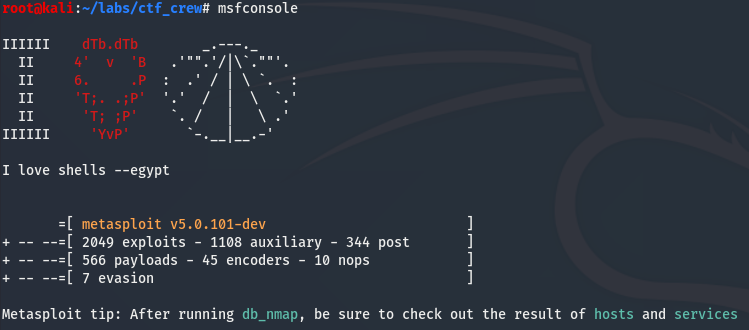 root@kali:~/labs/ctf_crew# msfconsole
IIIIII    dTb.dTb        _.---._
  II     4'  v  'B   .'"".'/|\`.""'.
  II     6.     .P  :  .' / | \ `.  :
  II     'T;. .;P'  '.'  /  |  \  `.'
  II      'T; ;P'    `. /   |   \ .'
IIIIII     'YvP'       `-.__|__.-'
I love shells --egypt
       =[ metasploit v5.0.101-dev                         ]
+ -- --=[ 2049 exploits - 1108 auxiliary - 344 post       ]
+ -- --=[ 566 payloads - 45 encoders - 10 nops            ]
+ -- --=[ 7 evasion                                       ]
Metasploit tip: After running db_nmap, be sure to check out the result of hosts and services